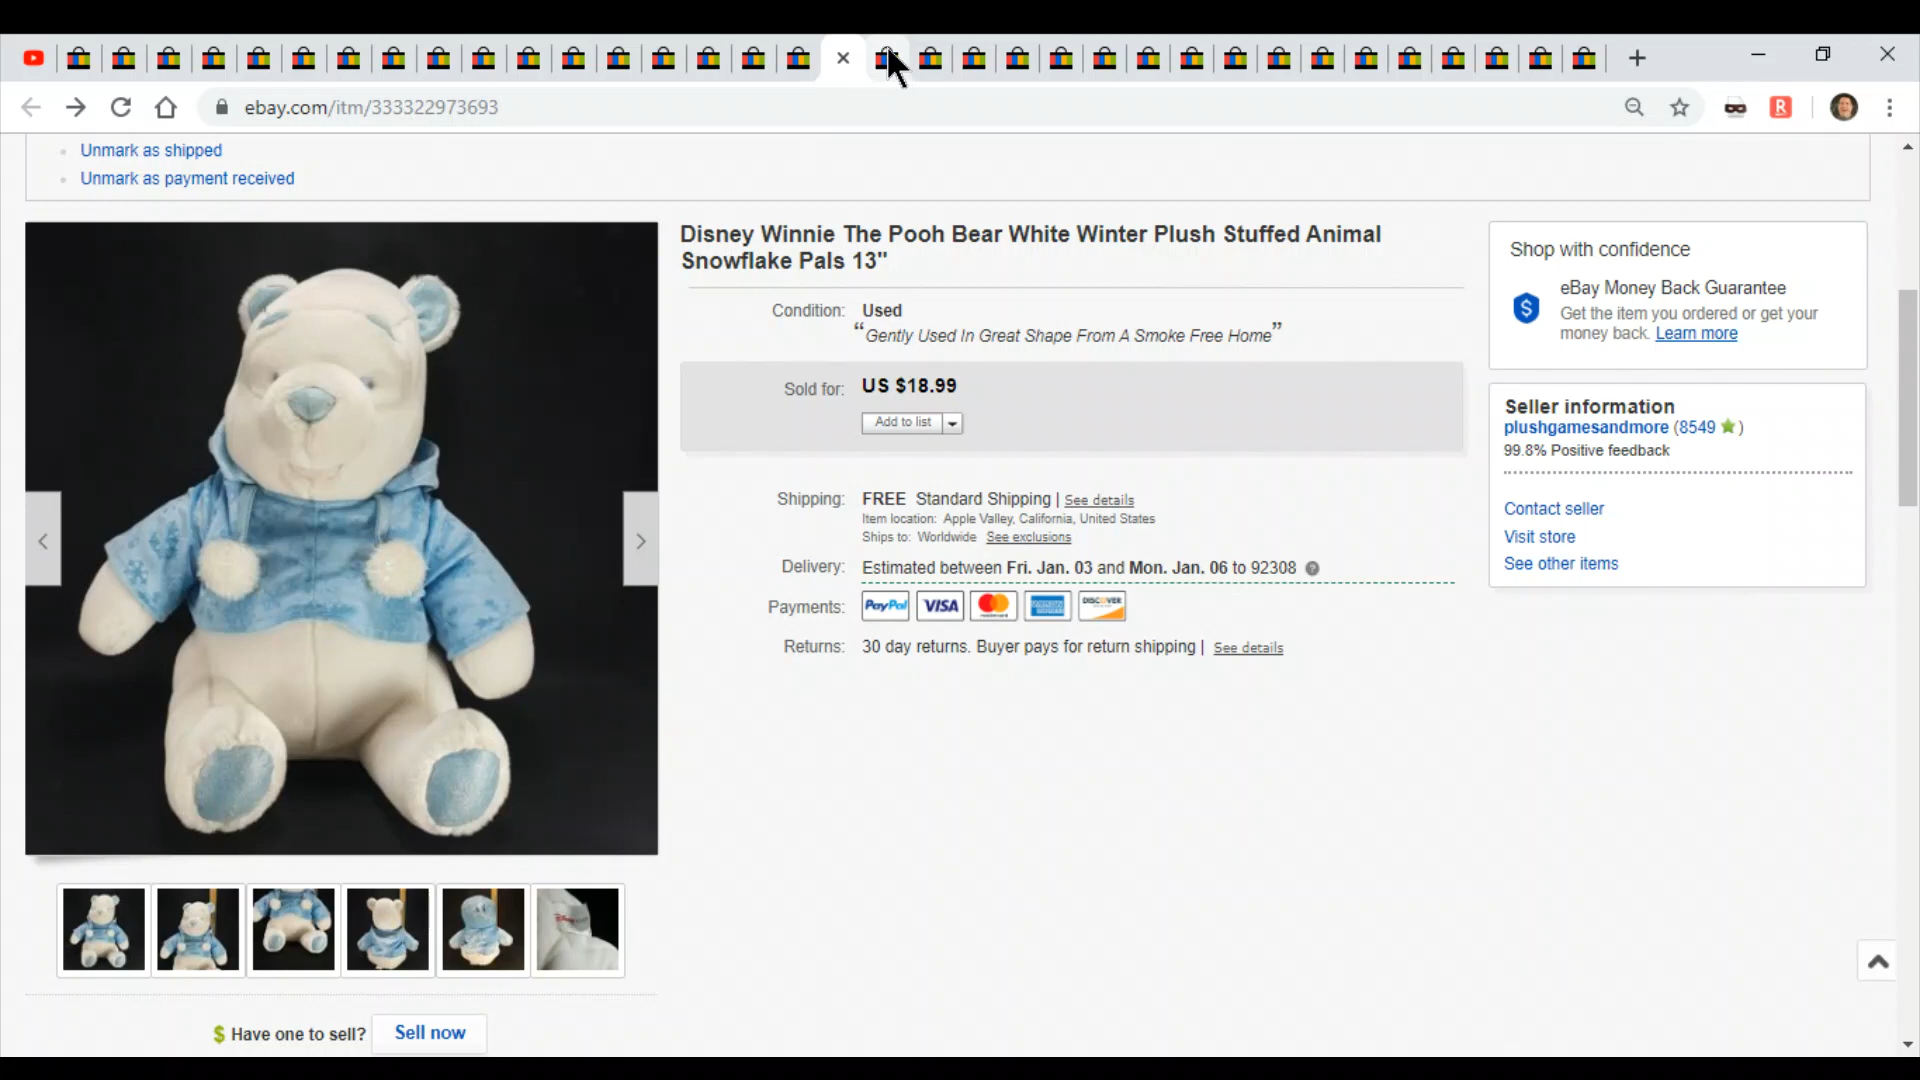 ebay.com/itm/333322973693
R
Unmark as shipped
Unmark as payment received
Disney Winnie The Pooh Bear White Winter Plush Stuffed Animal
Snowflake Pals 13"
Condition: Used
“Gently Used In Great Shape From A Smoke Free Home”
Sold for: US $18.99
Add to list
Shipping: FREE Standard Shipping | See details
Item location: Apple Valley, California, United States
Ships to: Worldwide See exclusions
Delivery: Estimated between Fri. Jan. 03 and Mon. Jan. 06 to 92308 ?
Payments: PayPal VISA AMERICAN EXPRESS DISCOVER
Returns: 30 day returns. Buyer pays for return shipping | See details
Shop with confidence
eBay Money Back Guarantee
Get the item you ordered or get your
money back. Learn more
Seller information
plushgamesandmore (8549 )
99.8% Positive feedback
Contact seller
Visit store
See other items
Disney
$ Have one to sell? Sell now